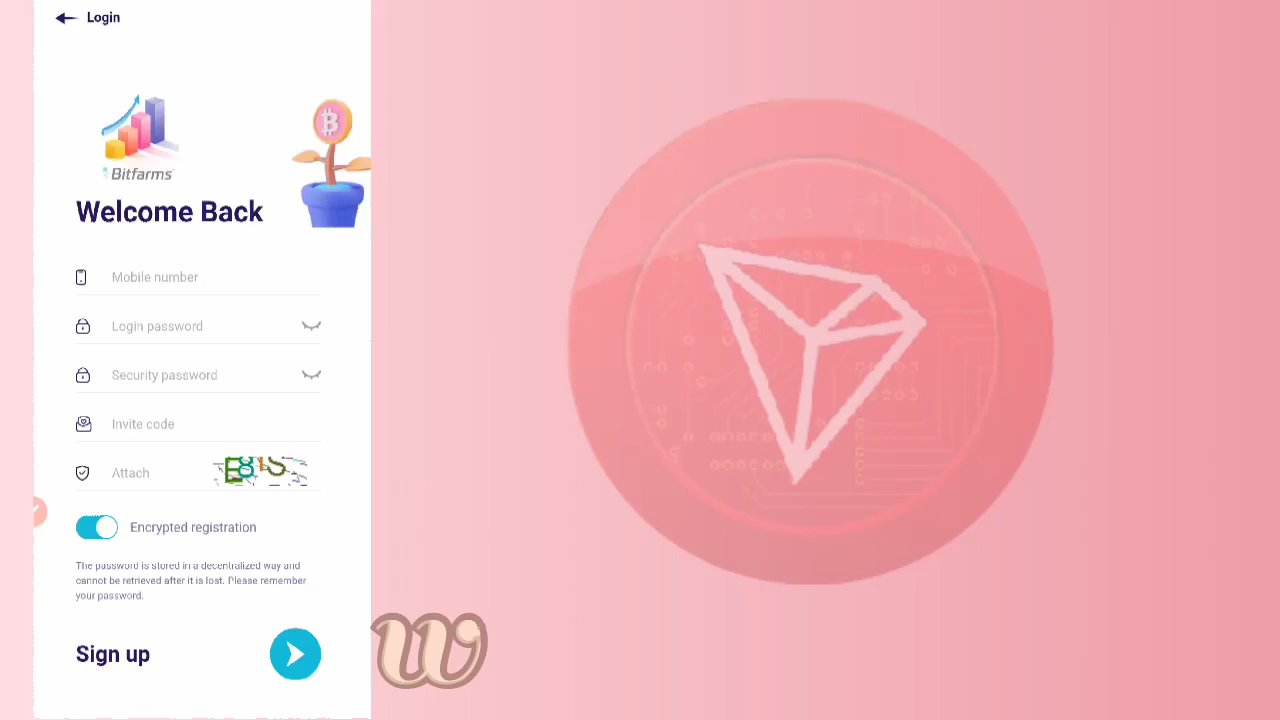 Login
Bitfarms
Welcome Back
Mobile number
Login password
Security password
Invite code
Attach
E8IS
Encrypted registration
The password is stored in a decentralized way and
cannot be retrieved after it is lost. Please remember
your password.
Sign up
w